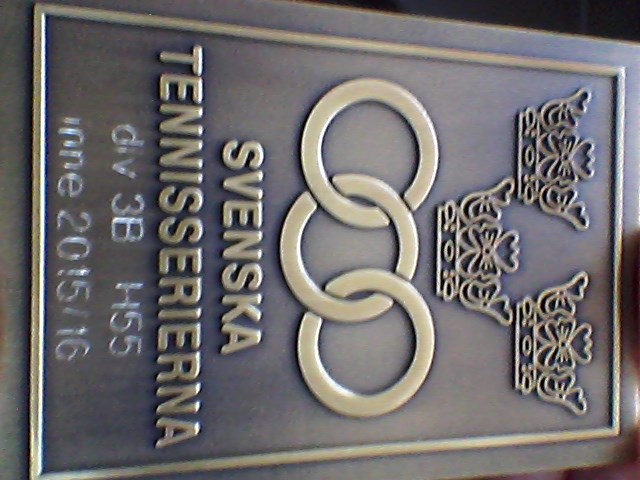 SVENSKA
TENNISSERIERNA
div 3B H55
inne 2015/16